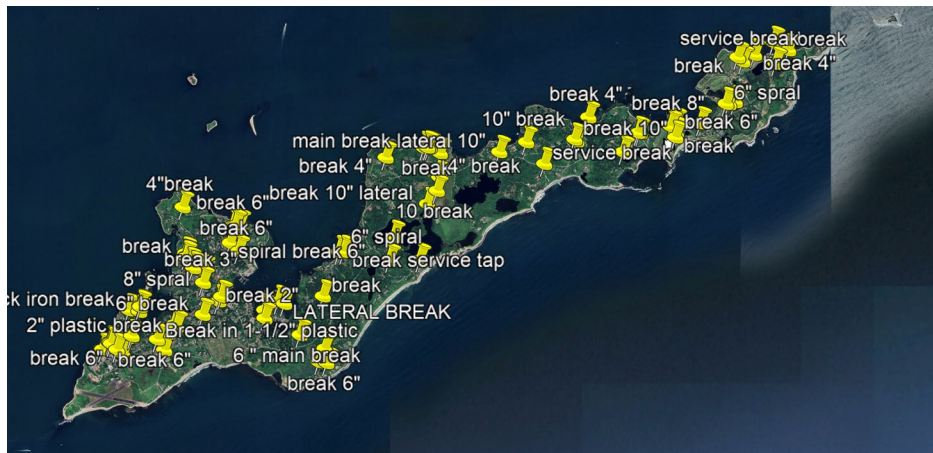 service break
break
break
break 4"
6" spral
break 4"
break 8"
10" break
break 10"
break 6"
main break lateral 10"
break
service break
break 4"
break
4" break
4"break
break 10" lateral
break 6"
10 break
break 6"
6" spiral
break
spiral break 6"
break service tap
break 3"
8" spral
break
ck iron break
6" break
break 2"
LATERAL BREAK
2" plastic break
Break in 1-1/2" plastic
break 6"
break 6"
6 " main break
break 6"